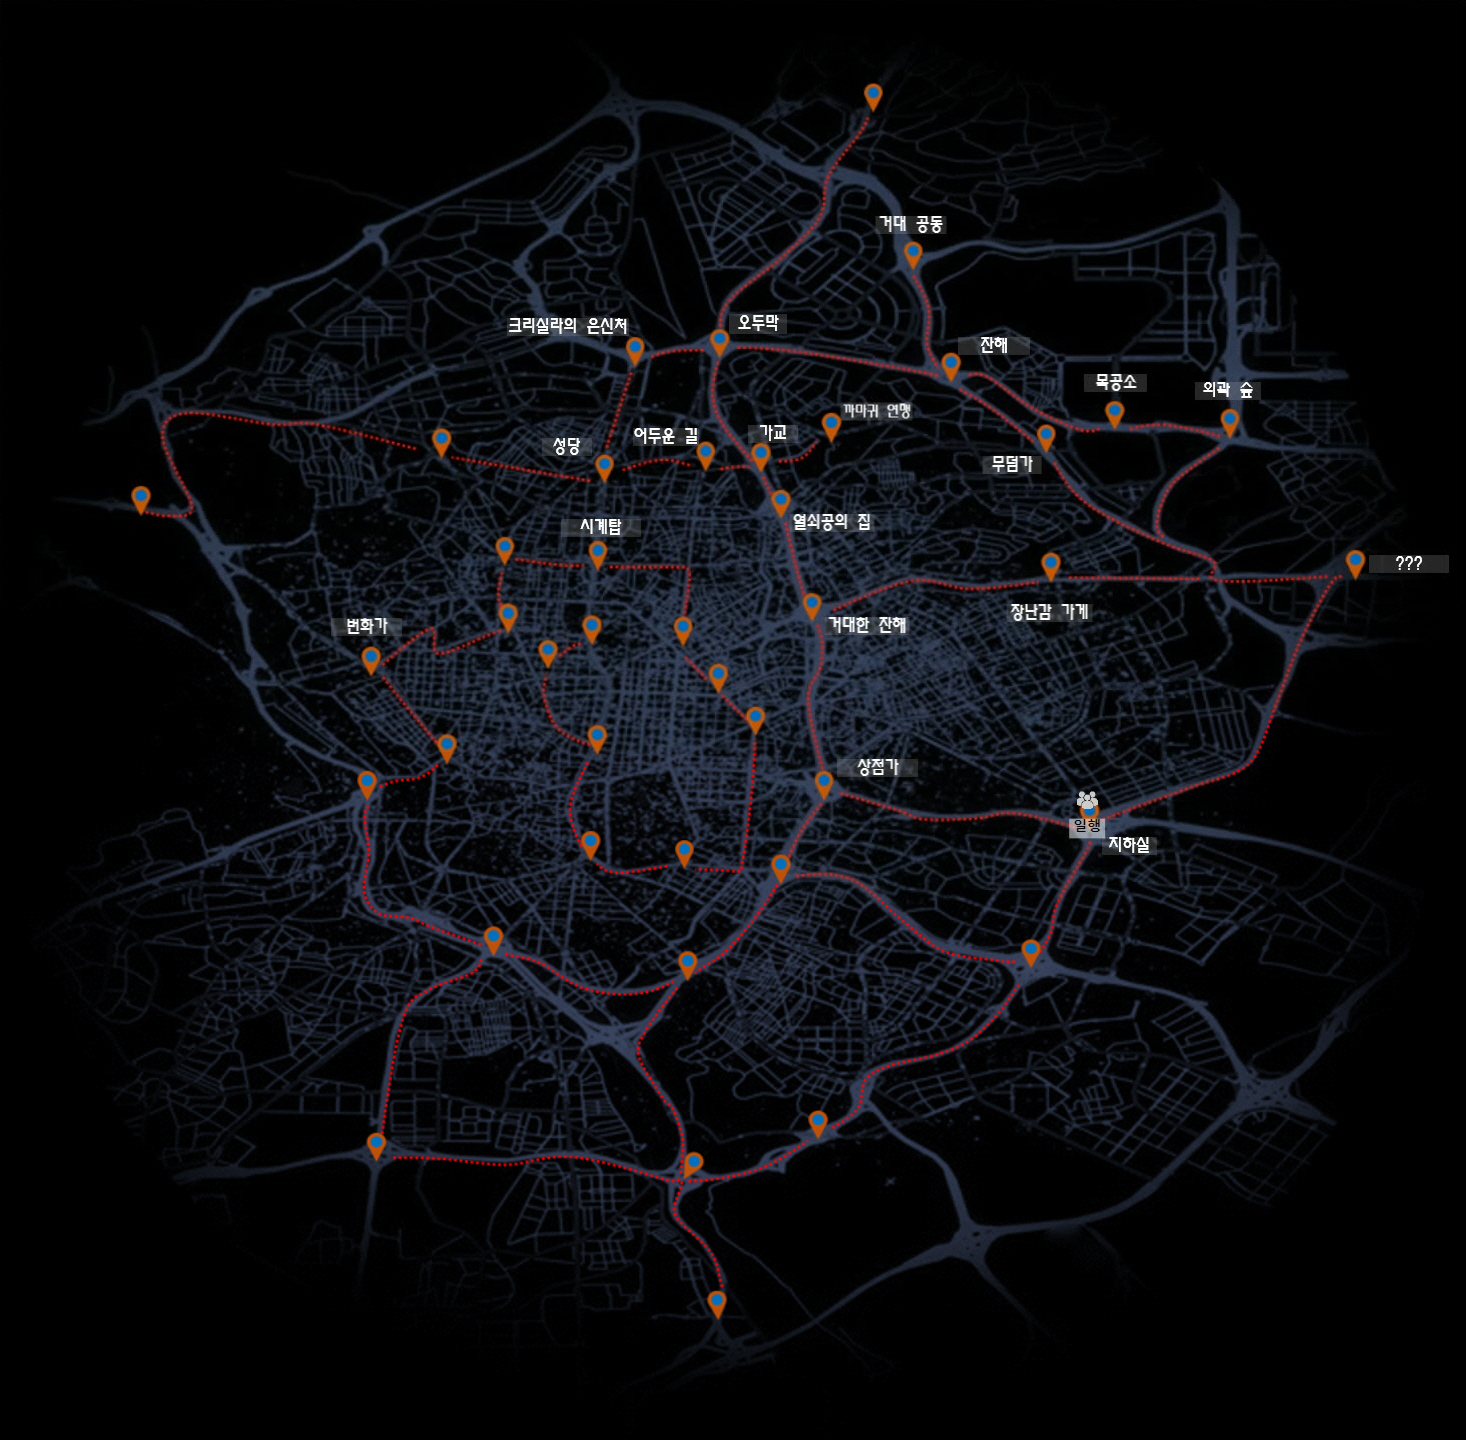 거대 공동
크리실라의 은신처
오두막
잔해
목공소
외곽 숲
까마귀 연맹
성당
어두운 길
가교
무덤가
시계탑
열쇠공의 집
???
장난감 가게
거대한 잔해
번화가
상점가
일행
지하실